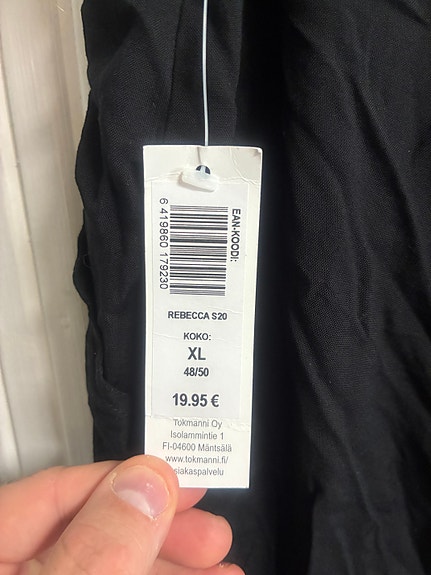 EAN-KOODI:
6 419860 179230
REBECCA S20
KOKO:
XL
48/50
19.95 €
Tokmanni Oy
Isolammintie 1
FI-04600 Mäntsälä
www.tokmanni.fi/
siakaspalvelu